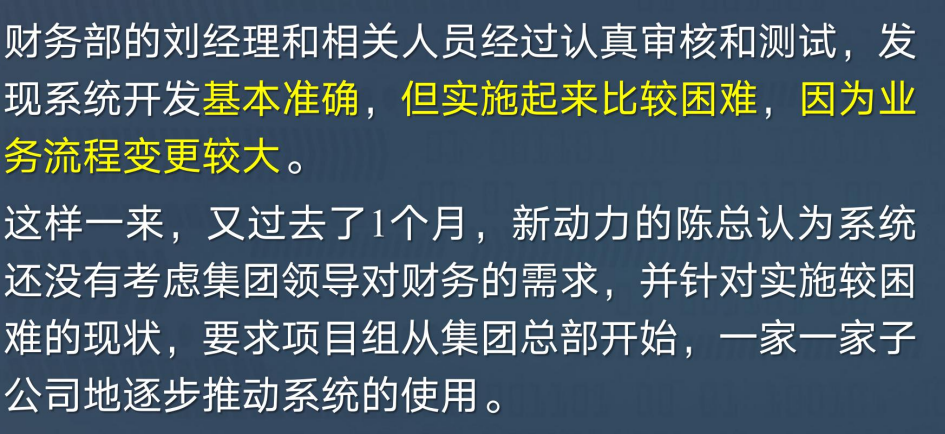 财务部的刘经理和相关人员经过认真审核和测试，发
现系统开发基本准确，但实施起来比较困难，因为业
务流程变更较大。
这样一来，又过去了1个月，新动力的陈总认为系统
还没有考虑集团领导对财务的需求，并针对实施较困
难的现状，要求项目组从集团总部开始，一家一家子
公司地逐步推动系统的使用。